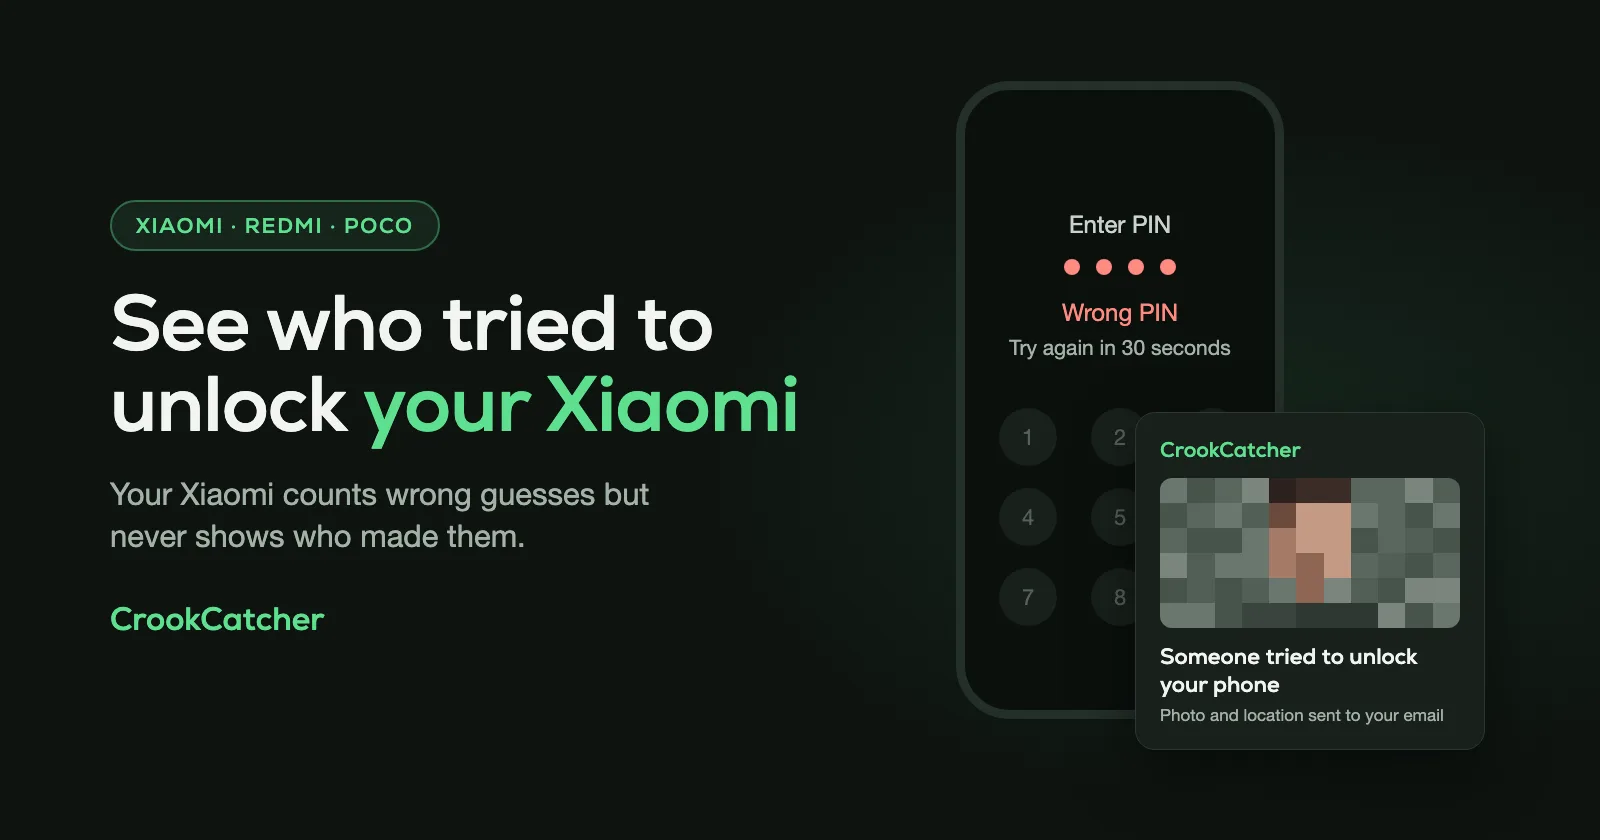 XIAOMI · REDMI · POCO
See who tried to
unlock your Xiaomi
Your Xiaomi counts wrong guesses but
never shows who made them.
CrookCatcher
Enter PIN
Wrong PIN
Try again in 30 seconds
1 2
4 5
7 8
CrookCatcher
Someone tried to unlock
your phone
Photo and location sent to your email